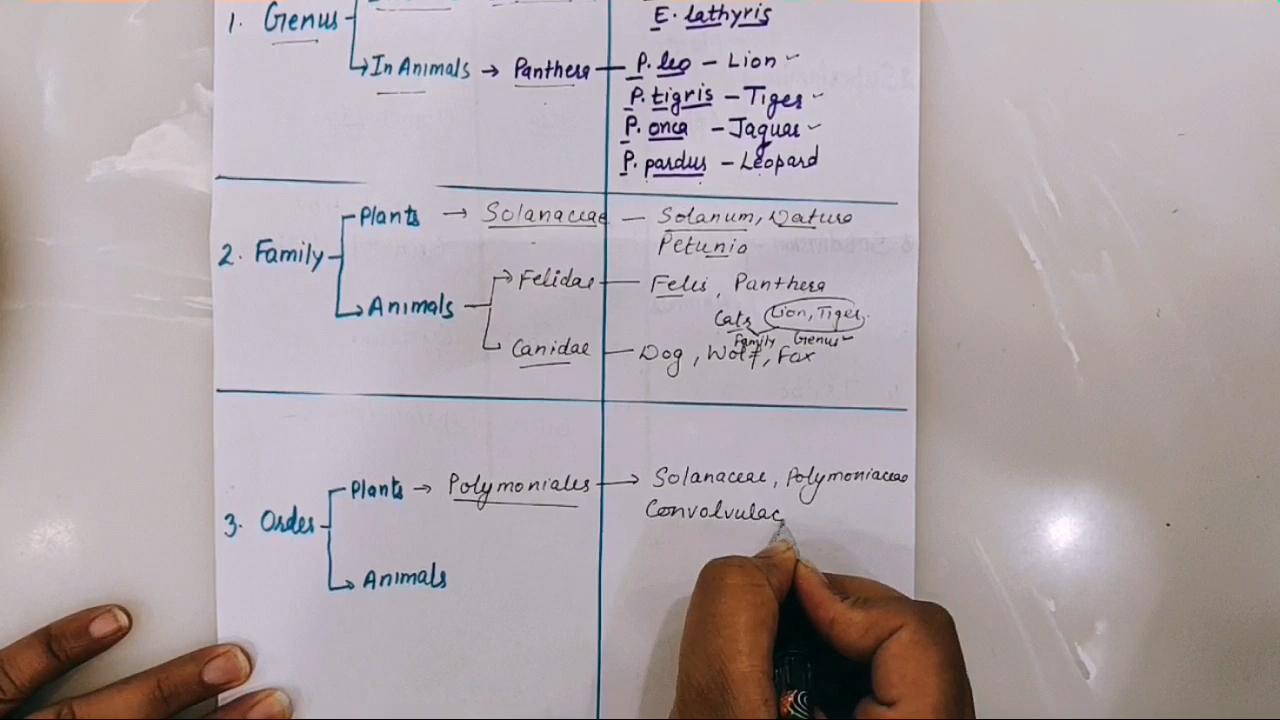 E. lathyris
1. Genus
In Animals → Panthera — P. leo – Lion
P. tigris – Tiger
P. onca – Jaguar
P. pardus – Leopard
Plants → Solanaceae — Solanum, Datura
Petunia
2. Family
Felidae — Felis, Panthera
Animals
Cats Lion, Tiger.
Family Genus
Canidae — Dog, Wolf, Fox
Plants → Polymoniales → Solanaceae, Polymoniaceae
Convolvulac
3. Order
Animals